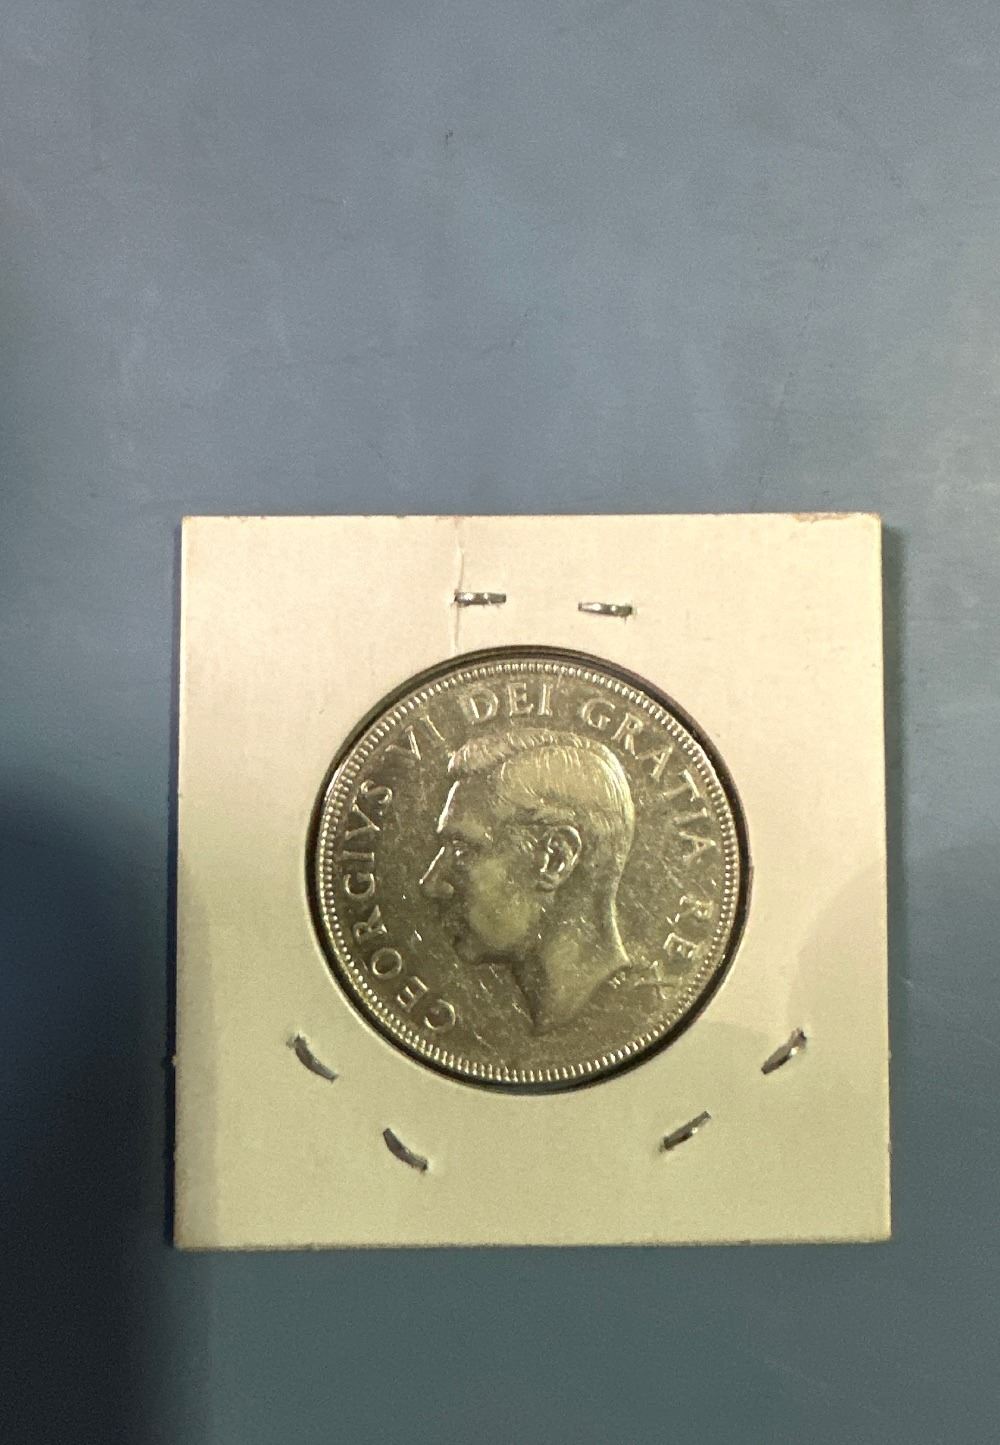 GEORGIVS VI DEI GRATIA REX